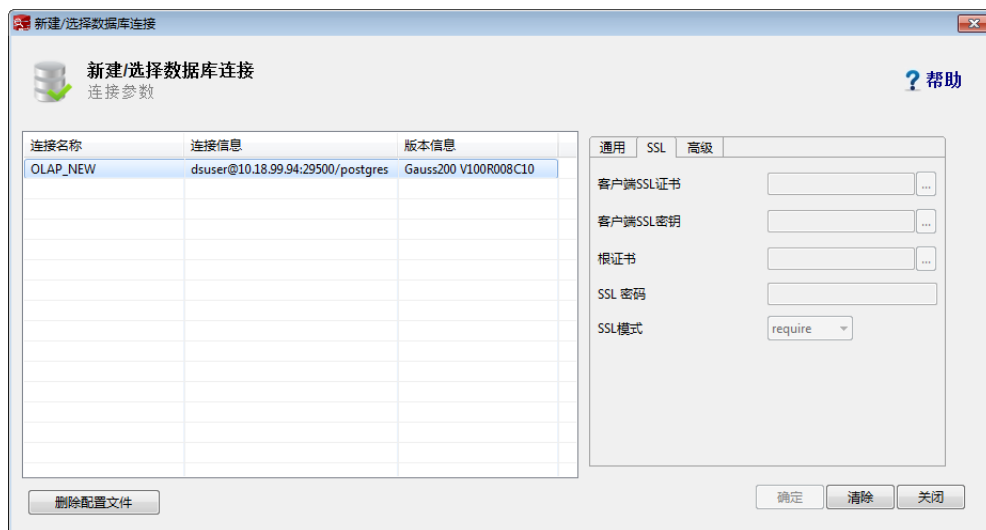 新建/选择数据库连接
新建/选择数据库连接
连接参数
? 帮助
连接名称 连接信息 版本信息
OLAP_NEW dsuser@10.18.99.94:29500/postgres Gauss200 V100R008C10
通用 SSL 高级
客户端SSL证书 ...
客户端SSL密钥 ...
根证书 ...
SSL 密码
SSL模式 require
删除配置文件
确定 清除 关闭